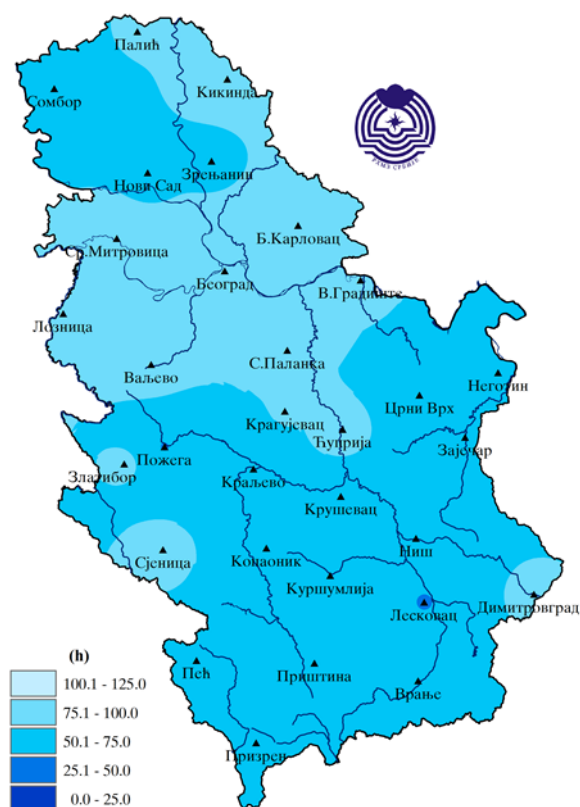 Палић
Кикинда
Сомбор
РХМЗ СРБИЈЕ
Зрењанин
Нови Сад
Б.Карловац
Ср.Митровица
Београд
В.Градиште
Лозница
С.Паланка
Ваљево
Неготин
Црни Врх
Крагујевац
Ћуприја
Зајечар
Пожега
Златибор
Краљево
Крушевац
Ниш
Сјеница
Копаоник
Куршумлија
Димитровград
Лесковац
(h)
Пећ
Приштина
Врање
100.1 - 125.0
75.1 - 100.0
50.1 - 75.0
Призрен
25.1 - 50.0
0.0 - 25.0